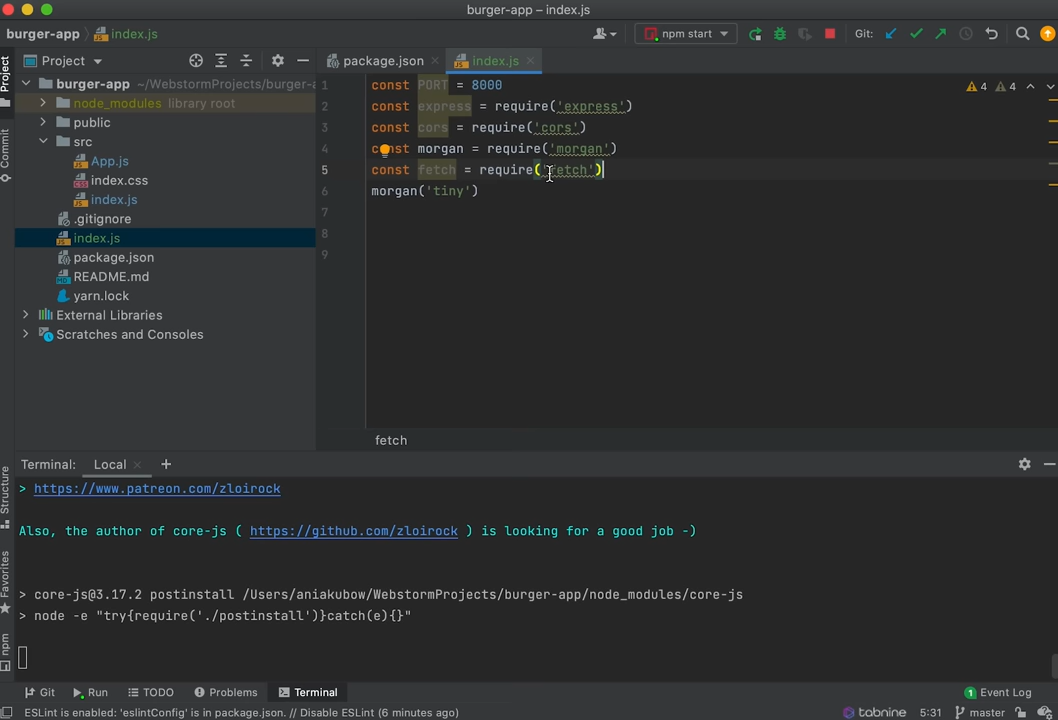 burger-app – index.js
burger-app index.js npm start Git:
Project package.json index.js
Project
burger-app ~/WebstormProjects/burger-a
node_modules library root
public
src
App.js
index.css
index.js
.gitignore
index.js
package.json
README.md
yarn.lock
External Libraries
Scratches and Consoles
Commit
1 const PORT = 8000
2 const express = require('express')
3 const cors = require('cors')
4 const morgan = require('morgan')
5 const fetch = require('fetch')
6 morgan('tiny')
7
8
9
4 4
fetch
Structure
Favorites
npm
Terminal: Local +
> https://www.patreon.com/zloirock
Also, the author of core-js ( https://github.com/zloirock ) is looking for a good job -)
> core-js@3.17.2 postinstall /Users/aniakubow/WebstormProjects/burger-app/node_modules/core-js
> node -e "try{require('./postinstall')}catch(e){}"
Git Run TODO Problems Terminal 1 Event Log
ESLint is enabled: 'eslintConfig' is in package.json. // Disable ESLint (6 minutes ago) tabnine 5:31 master